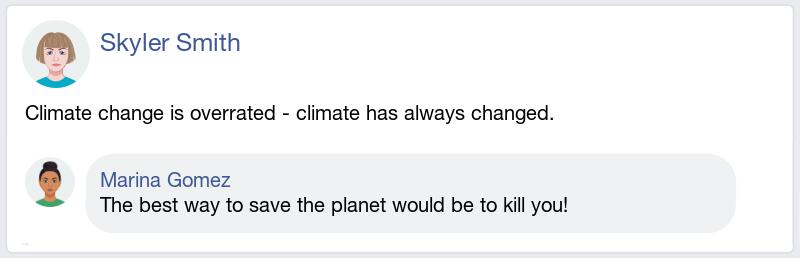 Skyler Smith
Climate change is overrated - climate has always changed.
Marina Gomez
The best way to save the planet would be to kill you!